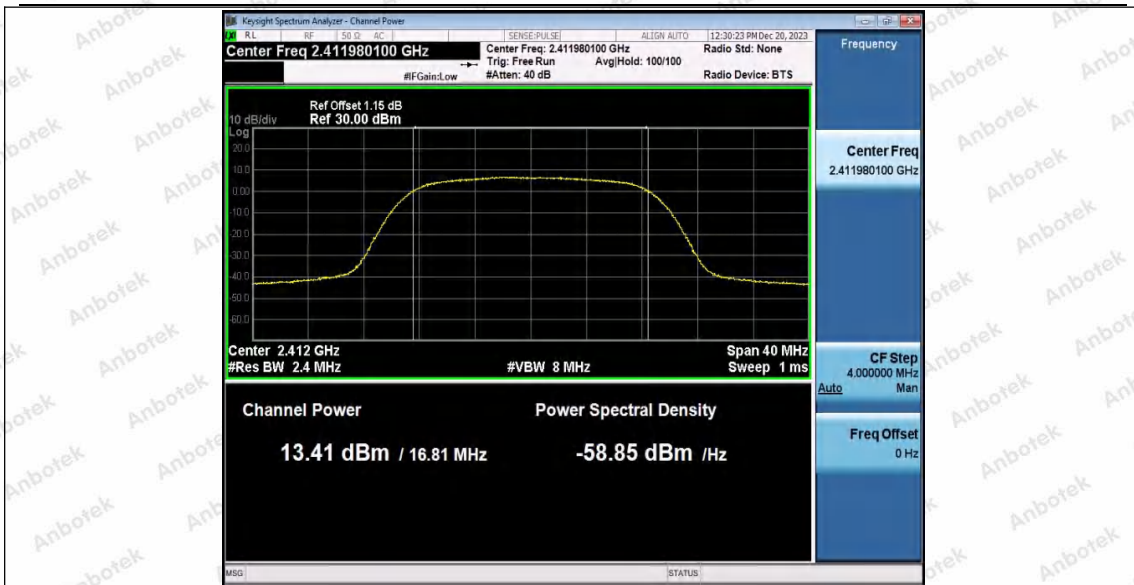 Keysight Spectrum Analyzer - Channel Power
RL RF 50 Ω AC SENSE:PULSE ALIGN AUTO 12:30:23 PM Dec 20, 2023
Center Freq 2.411980100 GHz
Center Freq: 2.411980100 GHz Radio Std: None
Trig: Free Run Avg|Hold: 100/100
#IFGain:Low #Atten: 40 dB Radio Device: BTS
Ref Offset 1.15 dB
10 dB/div Ref 30.00 dBm
Log
20.0
10.0
0.00
-10.0
-20.0
-30.0
-40.0
-50.0
-60.0
Center 2.412 GHz Span 40 MHz
#Res BW 2.4 MHz #VBW 8 MHz Sweep 1 ms
Channel Power Power Spectral Density
13.41 dBm / 16.81 MHz -58.85 dBm /Hz
MSG STATUS
Frequency
Center Freq
2.411980100 GHz
CF Step
4.000000 MHz
Auto Man
Freq Offset
0 Hz
Anbotek